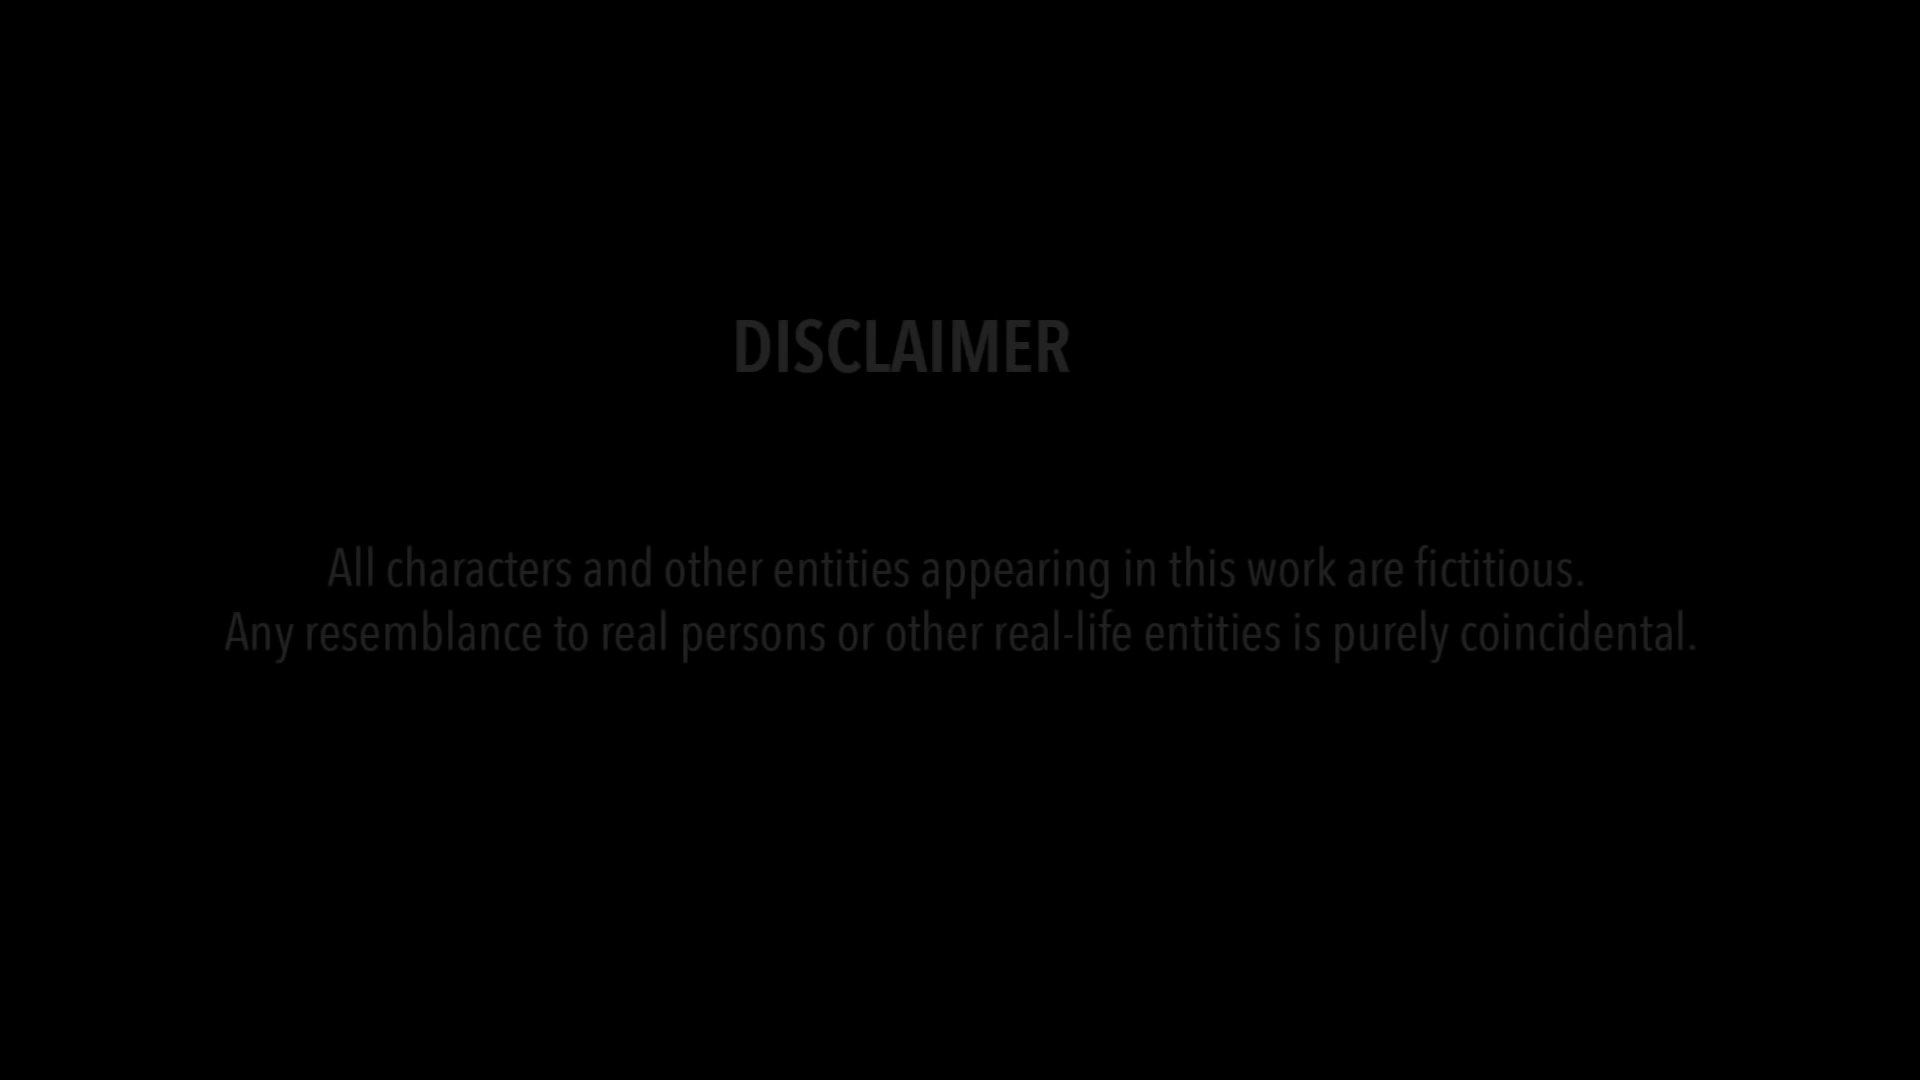 DISCLAIMER
All characters and other entities appearing in this work are fictitious.
Any resemblance to real persons or other real-life entities is purely coincidental.